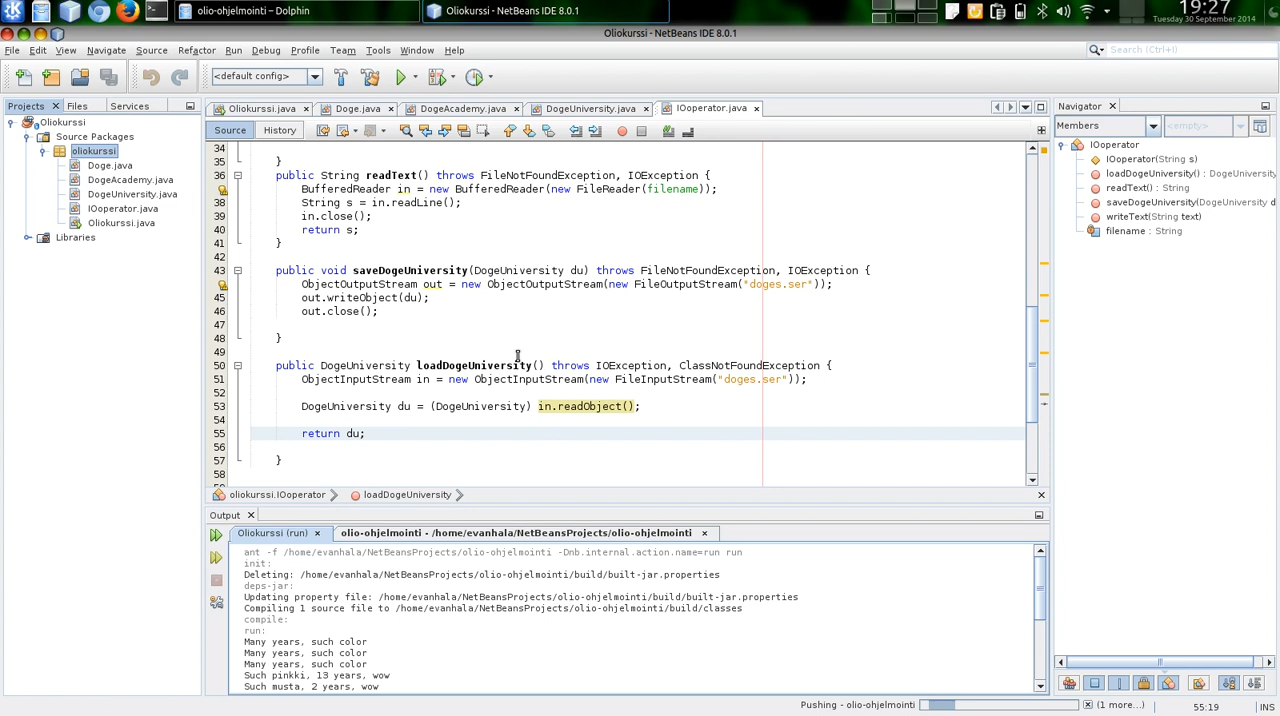 olio-ohjelmointi : Dolphin
Oliokurssi - NetBeans IDE 8.0.1
19:27
Tuesday 30 September 2014
Oliokurssi - NetBeans IDE 8.0.1
File Edit View Navigate Source Refactor Run Debug Profile Team Tools Window Help
Search (Ctrl+I)
<default config>
Projects Files Services
Oliokurssi.java Doge.java DogeAcademy.java DogeUniversity.java IOoperator.java
Navigator
Source History
Members <empty>
Oliokurssi
Source Packages
oliokurssi
Doge.java
DogeAcademy.java
DogeUniversity.java
IOoperator.java
Oliokurssi.java
Libraries
34
35 }
36 public String readText() throws FileNotFoundException, IOException {
BufferedReader in = new BufferedReader(new FileReader(filename));
38 String s = in.readLine();
39 in.close();
40 return s;
41 }
42
43 public void saveDogeUniversity(DogeUniversity du) throws FileNotFoundException, IOException {
ObjectOutputStream out = new ObjectOutputStream(new FileOutputStream("doges.ser"));
45 out.writeObject(du);
46 out.close();
47
48 }
49
50 public DogeUniversity loadDogeUniversity() throws IOException, ClassNotFoundException {
51 ObjectInputStream in = new ObjectInputStream(new FileInputStream("doges.ser"));
52
53 DogeUniversity du = (DogeUniversity) in.readObject();
54
55 return du;
56
57 }
58
IOoperator
IOoperator(String s)
loadDogeUniversity() : DogeUniversity
readText() : String
saveDogeUniversity(DogeUniversity d
writeText(String text)
filename : String
oliokurssi.IOoperator loadDogeUniversity
Output
Oliokurssi (run) olio-ohjelmointi - /home/evanhala/NetBeansProjects/olio-ohjelmointi
ant -f /home/evanhala/NetBeansProjects/olio-ohjelmointi -Dnb.internal.action.name=run run
init:
Deleting: /home/evanhala/NetBeansProjects/olio-ohjelmointi/build/built-jar.properties
deps-jar:
Updating property file: /home/evanhala/NetBeansProjects/olio-ohjelmointi/build/built-jar.properties
Compiling 1 source file to /home/evanhala/NetBeansProjects/olio-ohjelmointi/build/classes
compile:
run:
Many years, such color
Many years, such color
Many years, such color
Such pinkki, 13 years, wow
Such musta, 2 years, wow
Pushing - olio-ohjelmointi (1 more...) 55:19 INS